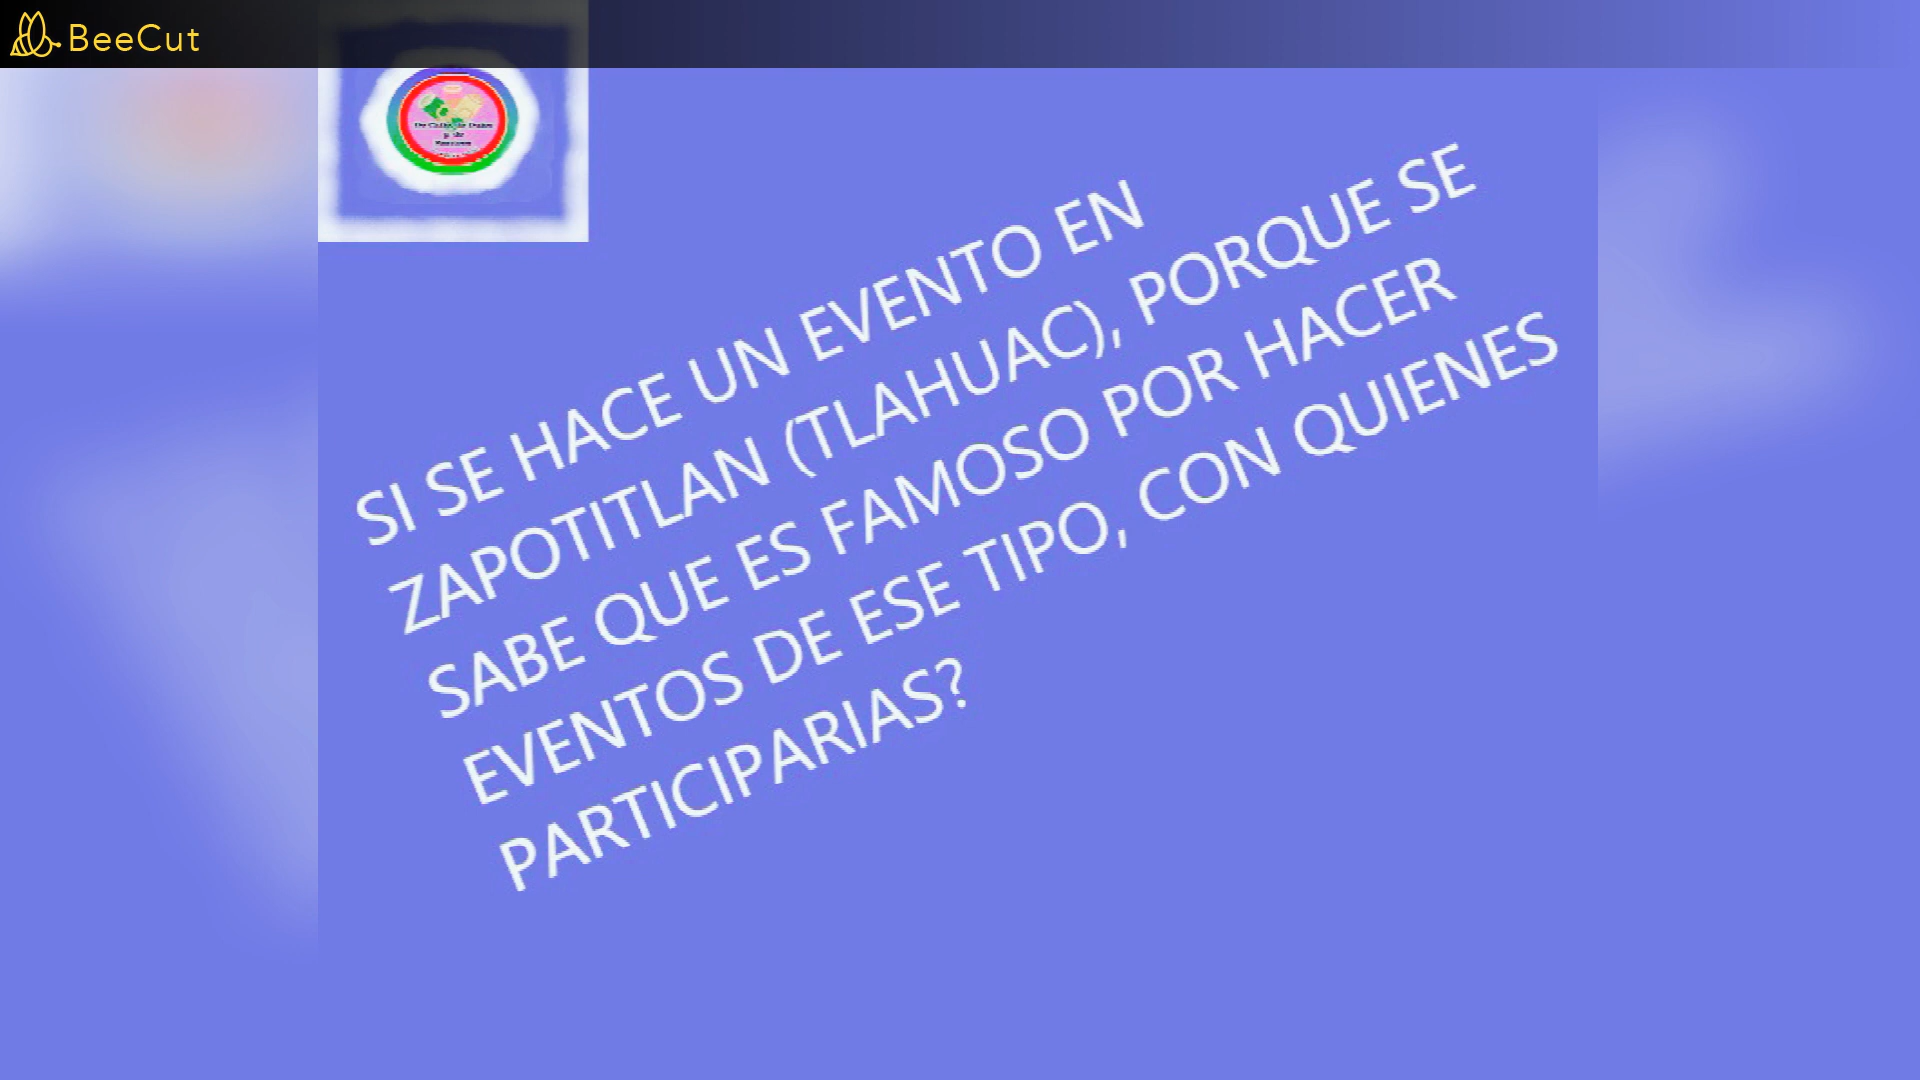 BeeCut
SI SE HACE UN EVENTO EN
ZAPOTITLAN (TLAHUAC), PORQUE SE
SABE QUE ES FAMOSO POR HACER
EVENTOS DE ESE TIPO, CON QUIENES
PARTICIPARIAS?